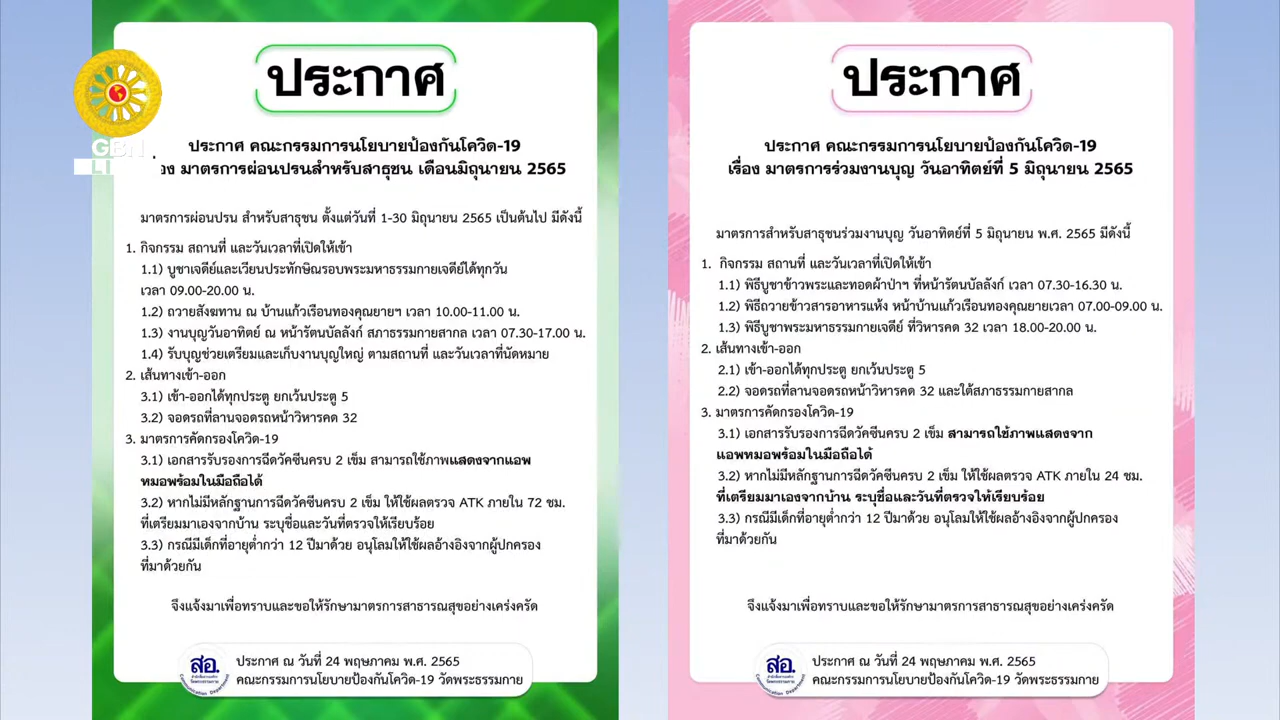 GBN
LI
ประกาศ
ประกาศ คณะกรรมการนโยบายป้องกันโควิด-19
อง มาตรการผ่อนปรนสำหรับสาธุชน เดือนมิถุนายน 2565
มาตรการผ่อนปรน สำหรับสาธุชน ตั้งแต่วันที่ 1-30 มิถุนายน 2565 เป็นต้นไป มีดังนี้
1. กิจกรรม สถานที่ และวันเวลาที่เปิดให้เข้า
1.1) บูชาเจดีย์และเวียนประทักษิณรอบพระมหาธรรมกายเจดีย์ได้ทุกวัน
เวลา 09.00-20.00 น.
1.2) ถวายสังฆทาน ณ บ้านแก้วเรือนทองคุณยายฯ เวลา 10.00-11.00 น.
1.3) งานบุญวันอาทิตย์ ณ หน้ารัตนบัลลังก์ สภาธรรมกายสากล เวลา 07.30-17.00 น.
1.4) รับบุญช่วยเตรียมและเก็บงานบุญใหญ่ ตามสถานที่ และวันเวลาที่นัดหมาย
2. เส้นทางเข้า-ออก
3.1) เข้า-ออกได้ทุกประตู ยกเว้นประตู 5
3.2) จอดรถที่ลานจอดรถหน้าวิหารคด 32
3. มาตรการคัดกรองโควิด-19
3.1) เอกสารรับรองการฉีดวัคซีนครบ 2 เข็ม สามารถใช้ภาพแสดงจากแอพ
หมอพร้อมในมือถือได้
3.2) หากไม่มีหลักฐานการฉีดวัคซีนครบ 2 เข็ม ให้ใช้ผลตรวจ ATK ภายใน 72 ชม.
ที่เตรียมมาเองจากบ้าน ระบุชื่อและวันที่ตรวจให้เรียบร้อย
3.3) กรณีมีเด็กที่อายุต่ำกว่า 12 ปีมาด้วย อนุโลมให้ใช้ผลอ้างอิงจากผู้ปกครอง
ที่มาด้วยกัน
จึงแจ้งมาเพื่อทราบและขอให้รักษามาตรการสาธารณสุขอย่างเคร่งครัด
สอ.
Communication Department
ประกาศ ณ วันที่ 24 พฤษภาคม พ.ศ. 2565
คณะกรรมการนโยบายป้องกันโควิด-19 วัดพระธรรมกาย
ประกาศ
ประกาศ คณะกรรมการนโยบายป้องกันโควิด-19
เรื่อง มาตรการร่วมงานบุญ วันอาทิตย์ที่ 5 มิถุนายน 2565
มาตรการสำหรับสาธุชนร่วมงานบุญ วันอาทิตย์ที่ 5 มิถุนายน พ.ศ. 2565 มีดังนี้
1. กิจกรรม สถานที่ และวันเวลาที่เปิดให้เข้า
1.1) พิธีบูชาข้าวพระและทอดผ้าป่าฯ ที่หน้ารัตนบัลลังก์ เวลา 07.30-16.30 น.
1.2) พิธีถวายข้าวสารอาหารแห้ง หน้าบ้านแก้วเรือนทองคุณยายเวลา 07.00-09.00 น.
1.3) พิธีบูชาพระมหาธรรมกายเจดีย์ ที่วิหารคด 32 เวลา 18.00-20.00 น.
2. เส้นทางเข้า-ออก
2.1) เข้า-ออกได้ทุกประตู ยกเว้นประตู 5
2.2) จอดรถที่ลานจอดรถหน้าวิหารคด 32 และใต้สภาธรรมกายสากล
3. มาตรการคัดกรองโควิด-19
3.1) เอกสารรับรองการฉีดวัคซีนครบ 2 เข็ม สามารถใช้ภาพแสดงจาก
แอพหมอพร้อมในมือถือได้
3.2) หากไม่มีหลักฐานการฉีดวัคซีนครบ 2 เข็ม ให้ใช้ผลตรวจ ATK ภายใน 24 ชม.
ที่เตรียมมาเองจากบ้าน ระบุชื่อและวันที่ตรวจให้เรียบร้อย
3.3) กรณีมีเด็กที่อายุต่ำกว่า 12 ปีมาด้วย อนุโลมให้ใช้ผลอ้างอิงจากผู้ปกครอง
ที่มาด้วยกัน
จึงแจ้งมาเพื่อทราบและขอให้รักษามาตรการสาธารณสุขอย่างเคร่งครัด
สอ.
Communication Department
ประกาศ ณ วันที่ 24 พฤษภาคม พ.ศ. 2565
คณะกรรมการนโยบายป้องกันโควิด-19 วัดพระธรรมกาย